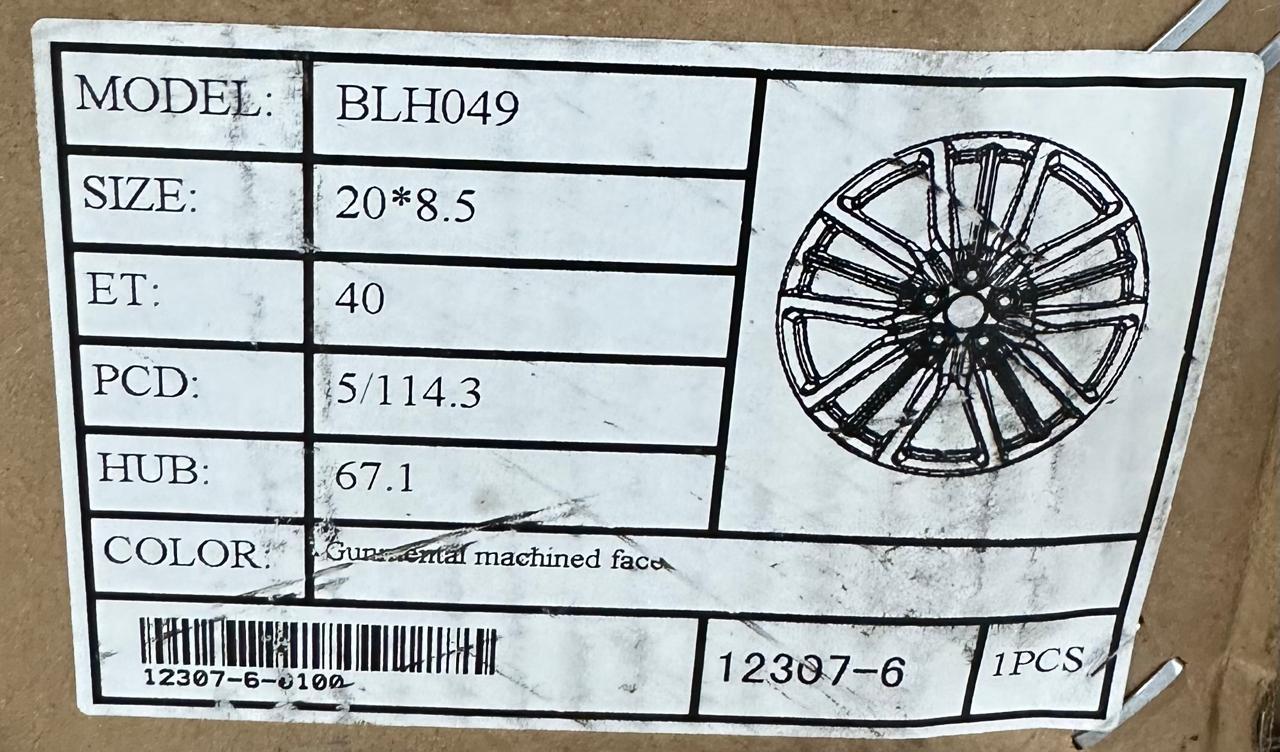 MODEL: BLH049
SIZE: 20*8.5
ET: 40
PCD: 5/114.3
HUB: 67.1
COLOR: machined face
12307-6-0100
12307-6
1PCS